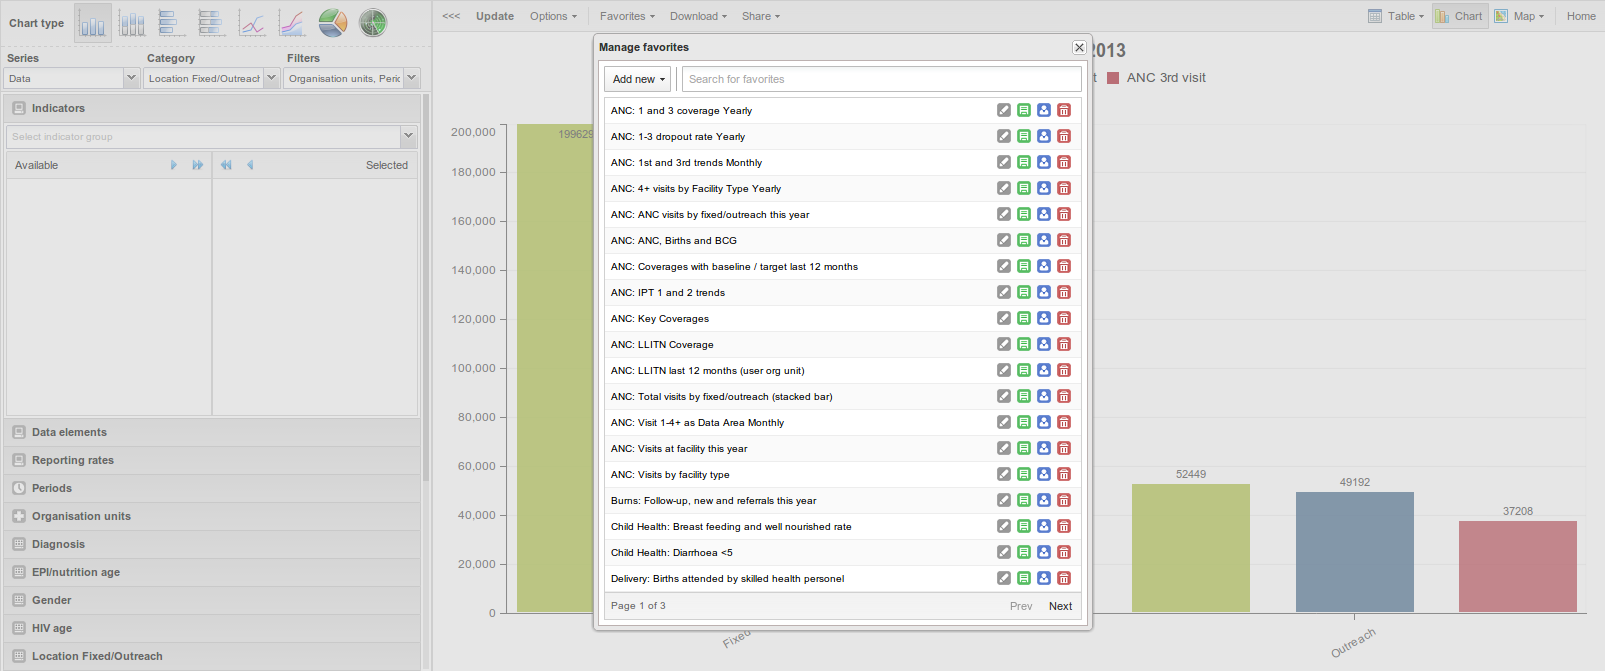 Chart type
<<< Update Options Favorites Download Share Table Chart Map Home
Series Category Filters
Data Location Fixed/Outreach Organisation units, Peric
Indicators
Select indicator group
Available Selected
Data elements
Reporting rates
Periods
Organisation units
Diagnosis
EPI/nutrition age
Gender
HIV age
Location Fixed/Outreach
2013
ANC 3rd visit
200,000
180,000
160,000
140,000
120,000
100,000
80,000
60,000
40,000
20,000
0
199629
52449
49192
37208
Fixed
Outreach
Manage favorites
Add new Search for favorites
ANC: 1 and 3 coverage Yearly
ANC: 1-3 dropout rate Yearly
ANC: 1st and 3rd trends Monthly
ANC: 4+ visits by Facility Type Yearly
ANC: ANC visits by fixed/outreach this year
ANC: ANC, Births and BCG
ANC: Coverages with baseline / target last 12 months
ANC: IPT 1 and 2 trends
ANC: Key Coverages
ANC: LLITN Coverage
ANC: LLITN last 12 months (user org unit)
ANC: Total visits by fixed/outreach (stacked bar)
ANC: Visit 1-4+ as Data Area Monthly
ANC: Visits at facility this year
ANC: Visits by facility type
Burns: Follow-up, new and referrals this year
Child Health: Breast feeding and well nourished rate
Child Health: Diarrhoea <5
Delivery: Births attended by skilled health personel
Page 1 of 3 Prev Next